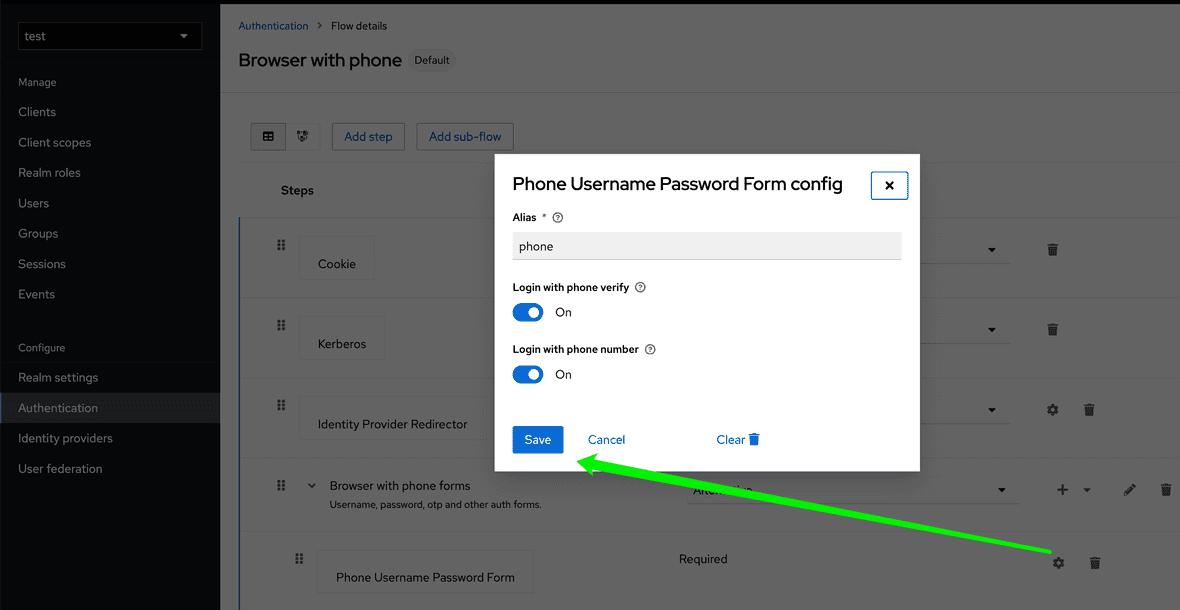 test
Manage
Clients
Client scopes
Realm roles
Users
Groups
Sessions
Events
Configure
Realm settings
Authentication
Identity providers
User federation
Authentication > Flow details
Browser with phone Default
Add step Add sub-flow
Steps
Cookie
Kerberos
Identity Provider Redirector
Browser with phone forms
Username, password, otp and other auth forms.
Phone Username Password Form
Required
Phone Username Password Form config
Alias *
phone
Login with phone verify
On
Login with phone number
On
Save Cancel Clear